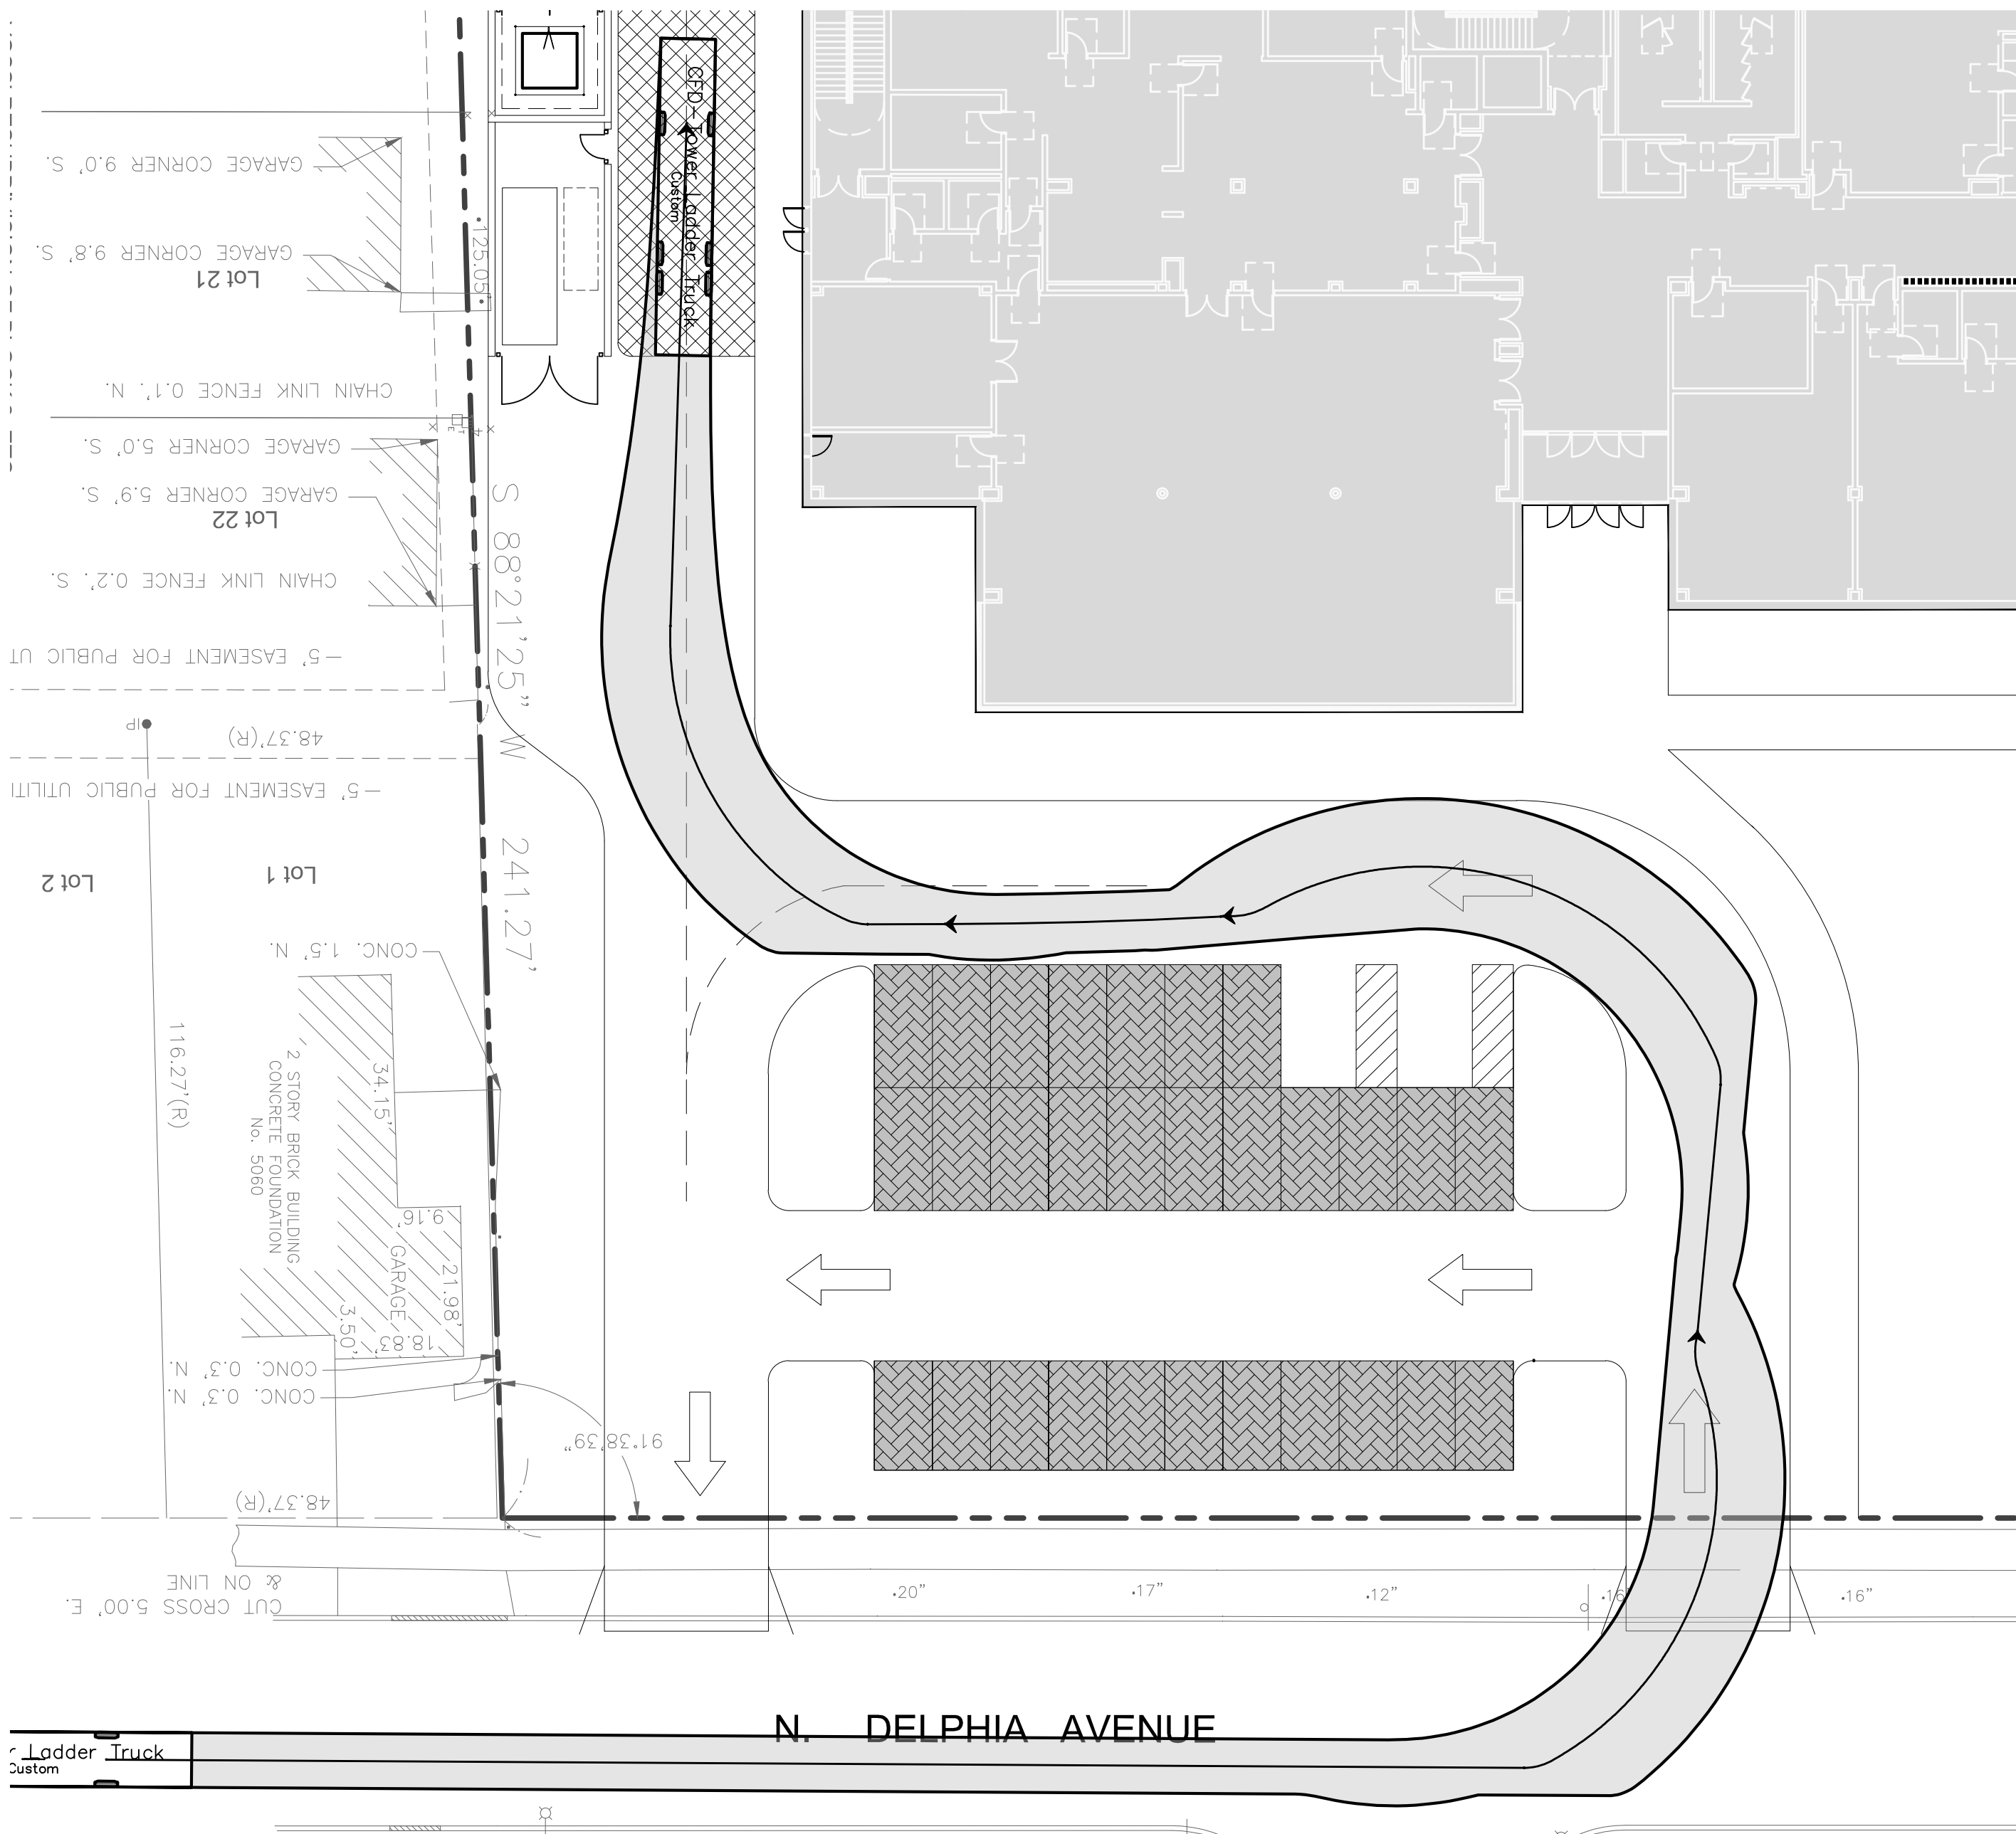 CFD-Tower Ladder Truck
Custom
GARAGE CORNER 9.0' S.
GARAGE CORNER 9.8' S.
Lot 21
125.05'
CHAIN LINK FENCE 0.1'. N.
GARAGE CORNER 5.0' S.
GARAGE CORNER 5.9' S.
Lot 22
CHAIN LINK FENCE 0.2'. S.
S 88°21'25" W
241.27'
5' EASEMENT FOR PUBLIC UT
IP
48.37'(R)
5' EASEMENT FOR PUBLIC UTILITI
Lot 2
Lot 1
CONC. 1.5' N.
116.27'(R)
34.15'
2 STORY BRICK BUILDING
CONCRETE FOUNDATION
No. 5060
9.16'
GARAGE
21.98'
3.50'
18.83'
CONC. 0.3' N.
CONC. 0.3' N.
91°38'39"
48.37'(R)
CUT CROSS 5.00' E.
& ON LINE
20"
17"
12"
16
16"
N. DELPHIA AVENUE
r Ladder Truck
Custom